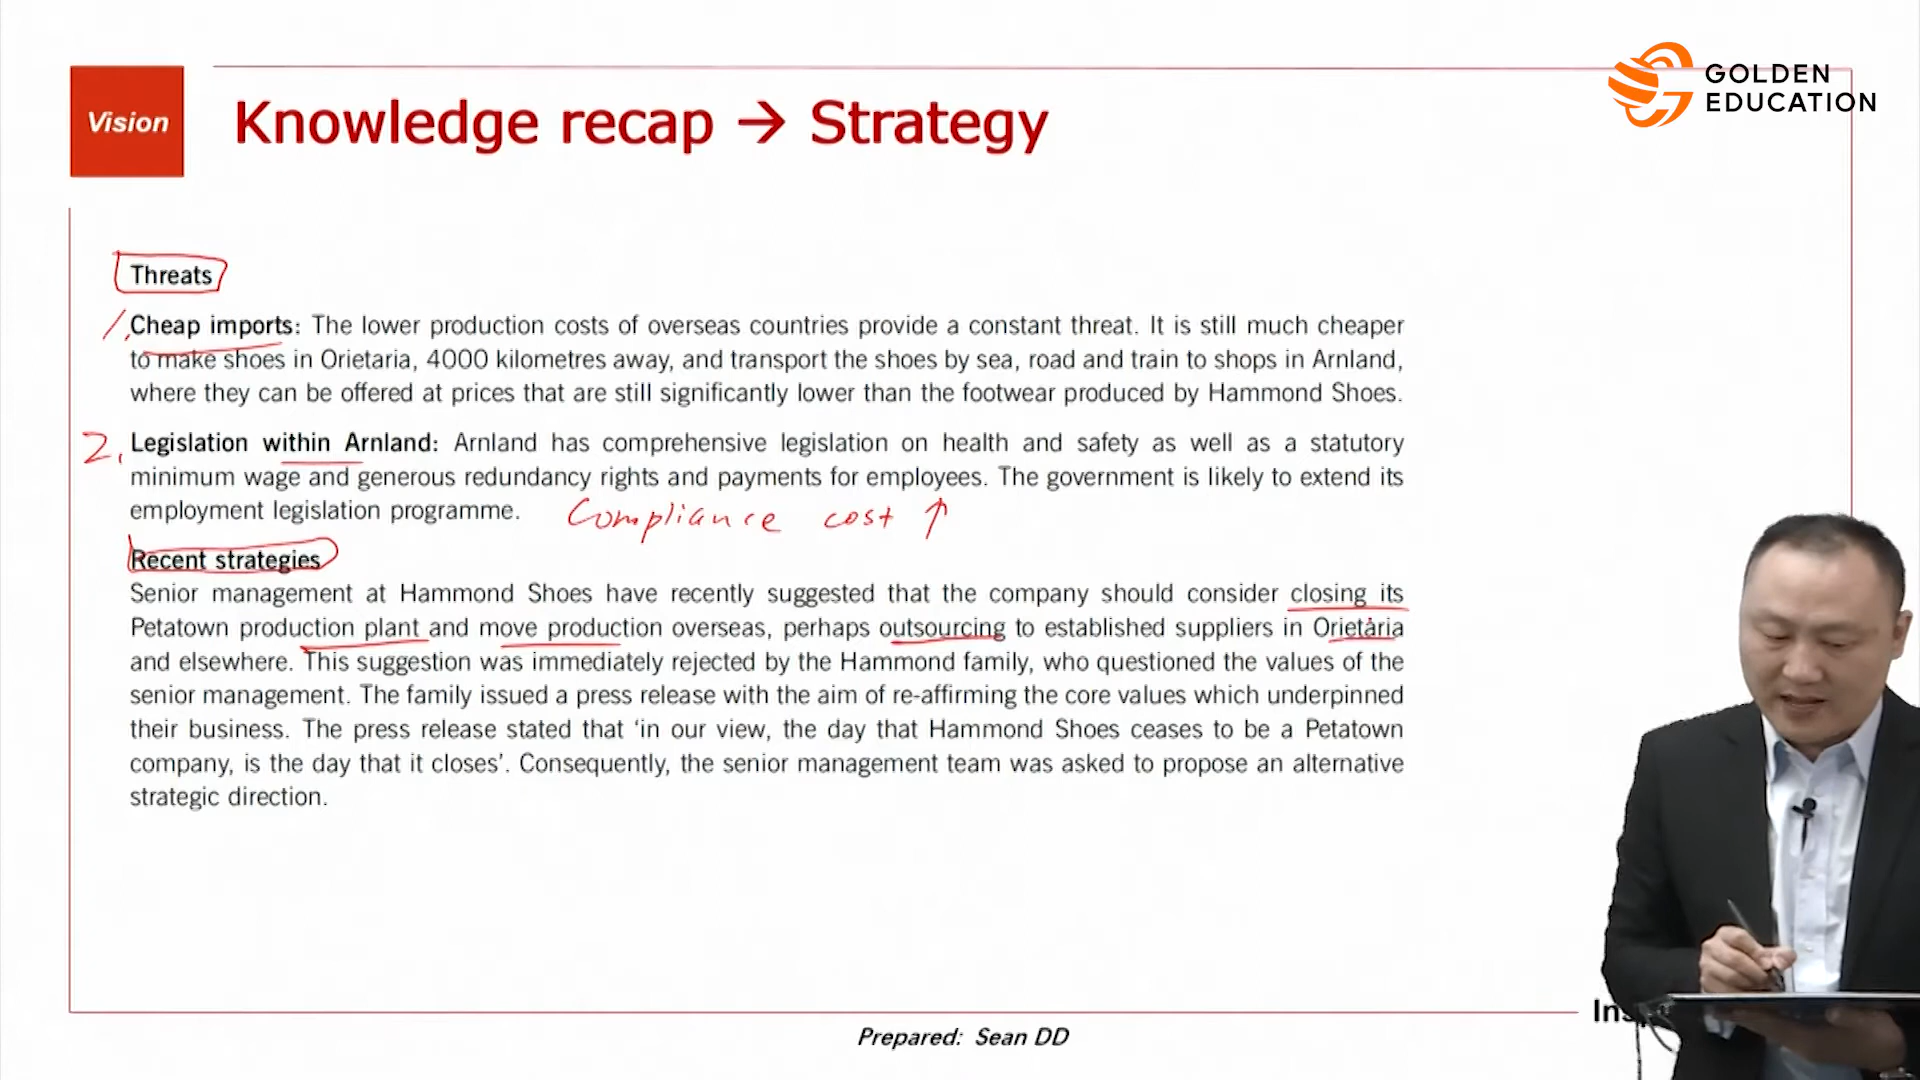 GOLDEN
EDUCATION
Vision
Knowledge recap → Strategy
Threats
1. Cheap imports: The lower production costs of overseas countries provide a constant threat. It is still much cheaper
to make shoes in Orietaria, 4000 kilometres away, and transport the shoes by sea, road and train to shops in Arnland,
where they can be offered at prices that are still significantly lower than the footwear produced by Hammond Shoes.
2. Legislation within Arnland: Arnland has comprehensive legislation on health and safety as well as a statutory
minimum wage and generous redundancy rights and payments for employees. The government is likely to extend its
employment legislation programme. Compliance cost ↑
Recent strategies
Senior management at Hammond Shoes have recently suggested that the company should consider closing its
Petatown production plant and move production overseas, perhaps outsourcing to established suppliers in Orietaria
and elsewhere. This suggestion was immediately rejected by the Hammond family, who questioned the values of the
senior management. The family issued a press release with the aim of re-affirming the core values which underpinned
their business. The press release stated that ‘in our view, the day that Hammond Shoes ceases to be a Petatown
company, is the day that it closes’. Consequently, the senior management team was asked to propose an alternative
strategic direction.
Prepared: Sean DD